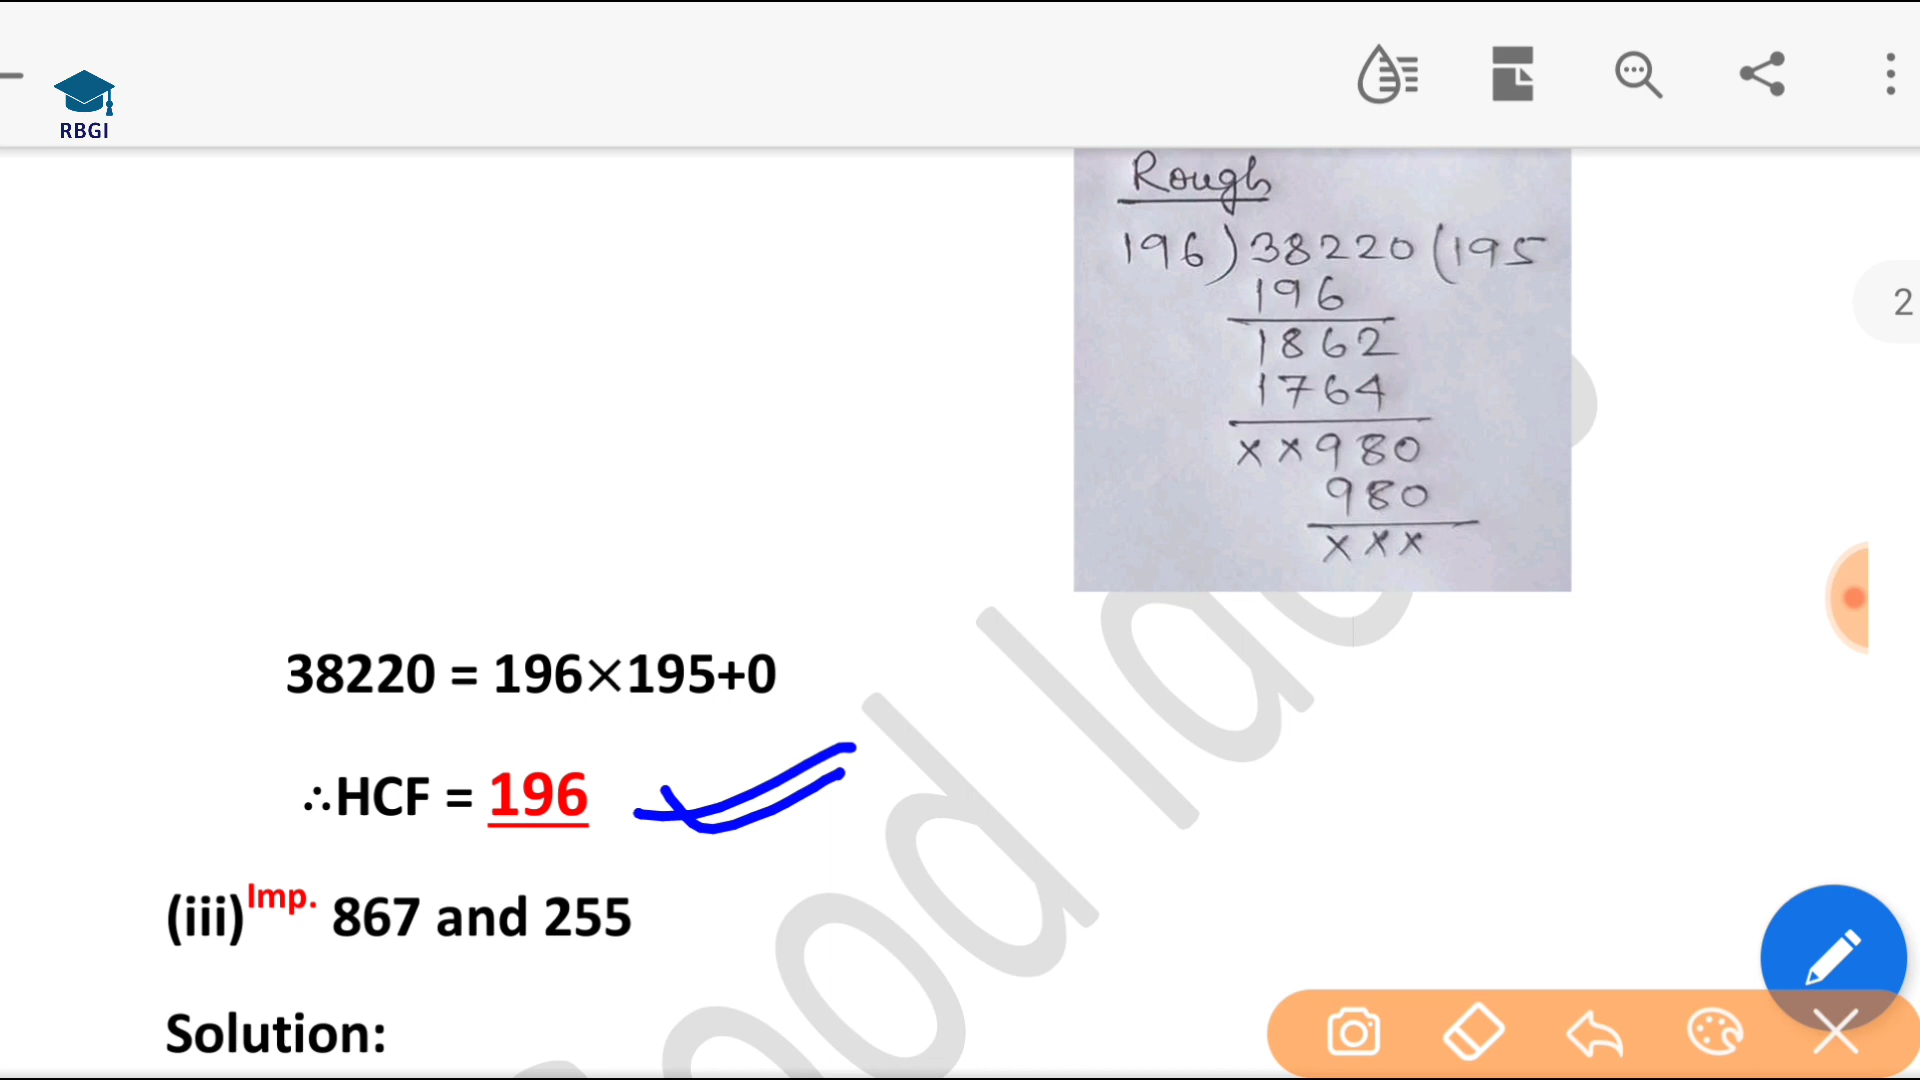 RBGI
Rough
196)38220(195
196
1862
1764
××980
980
×××
2
38220 = 196×195+0
∴HCF = 196
(iii)Imp. 867 and 255
Solution: